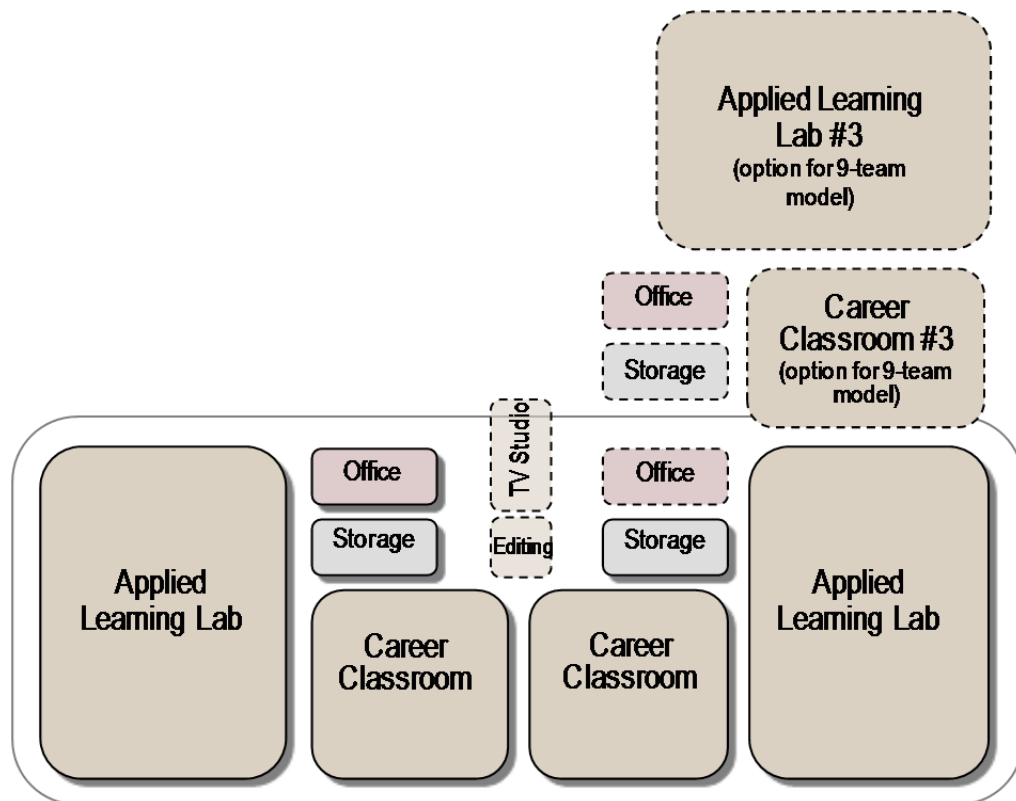 Applied Learning
Lab #3
(option for 9-team
model)
Office
Storage
Career
Classroom #3
(option for 9-team
model)
TV Studio
Editing
Office
Storage
Office
Storage
Applied
Learning Lab
Career
Classroom
Career
Classroom
Applied
Learning Lab